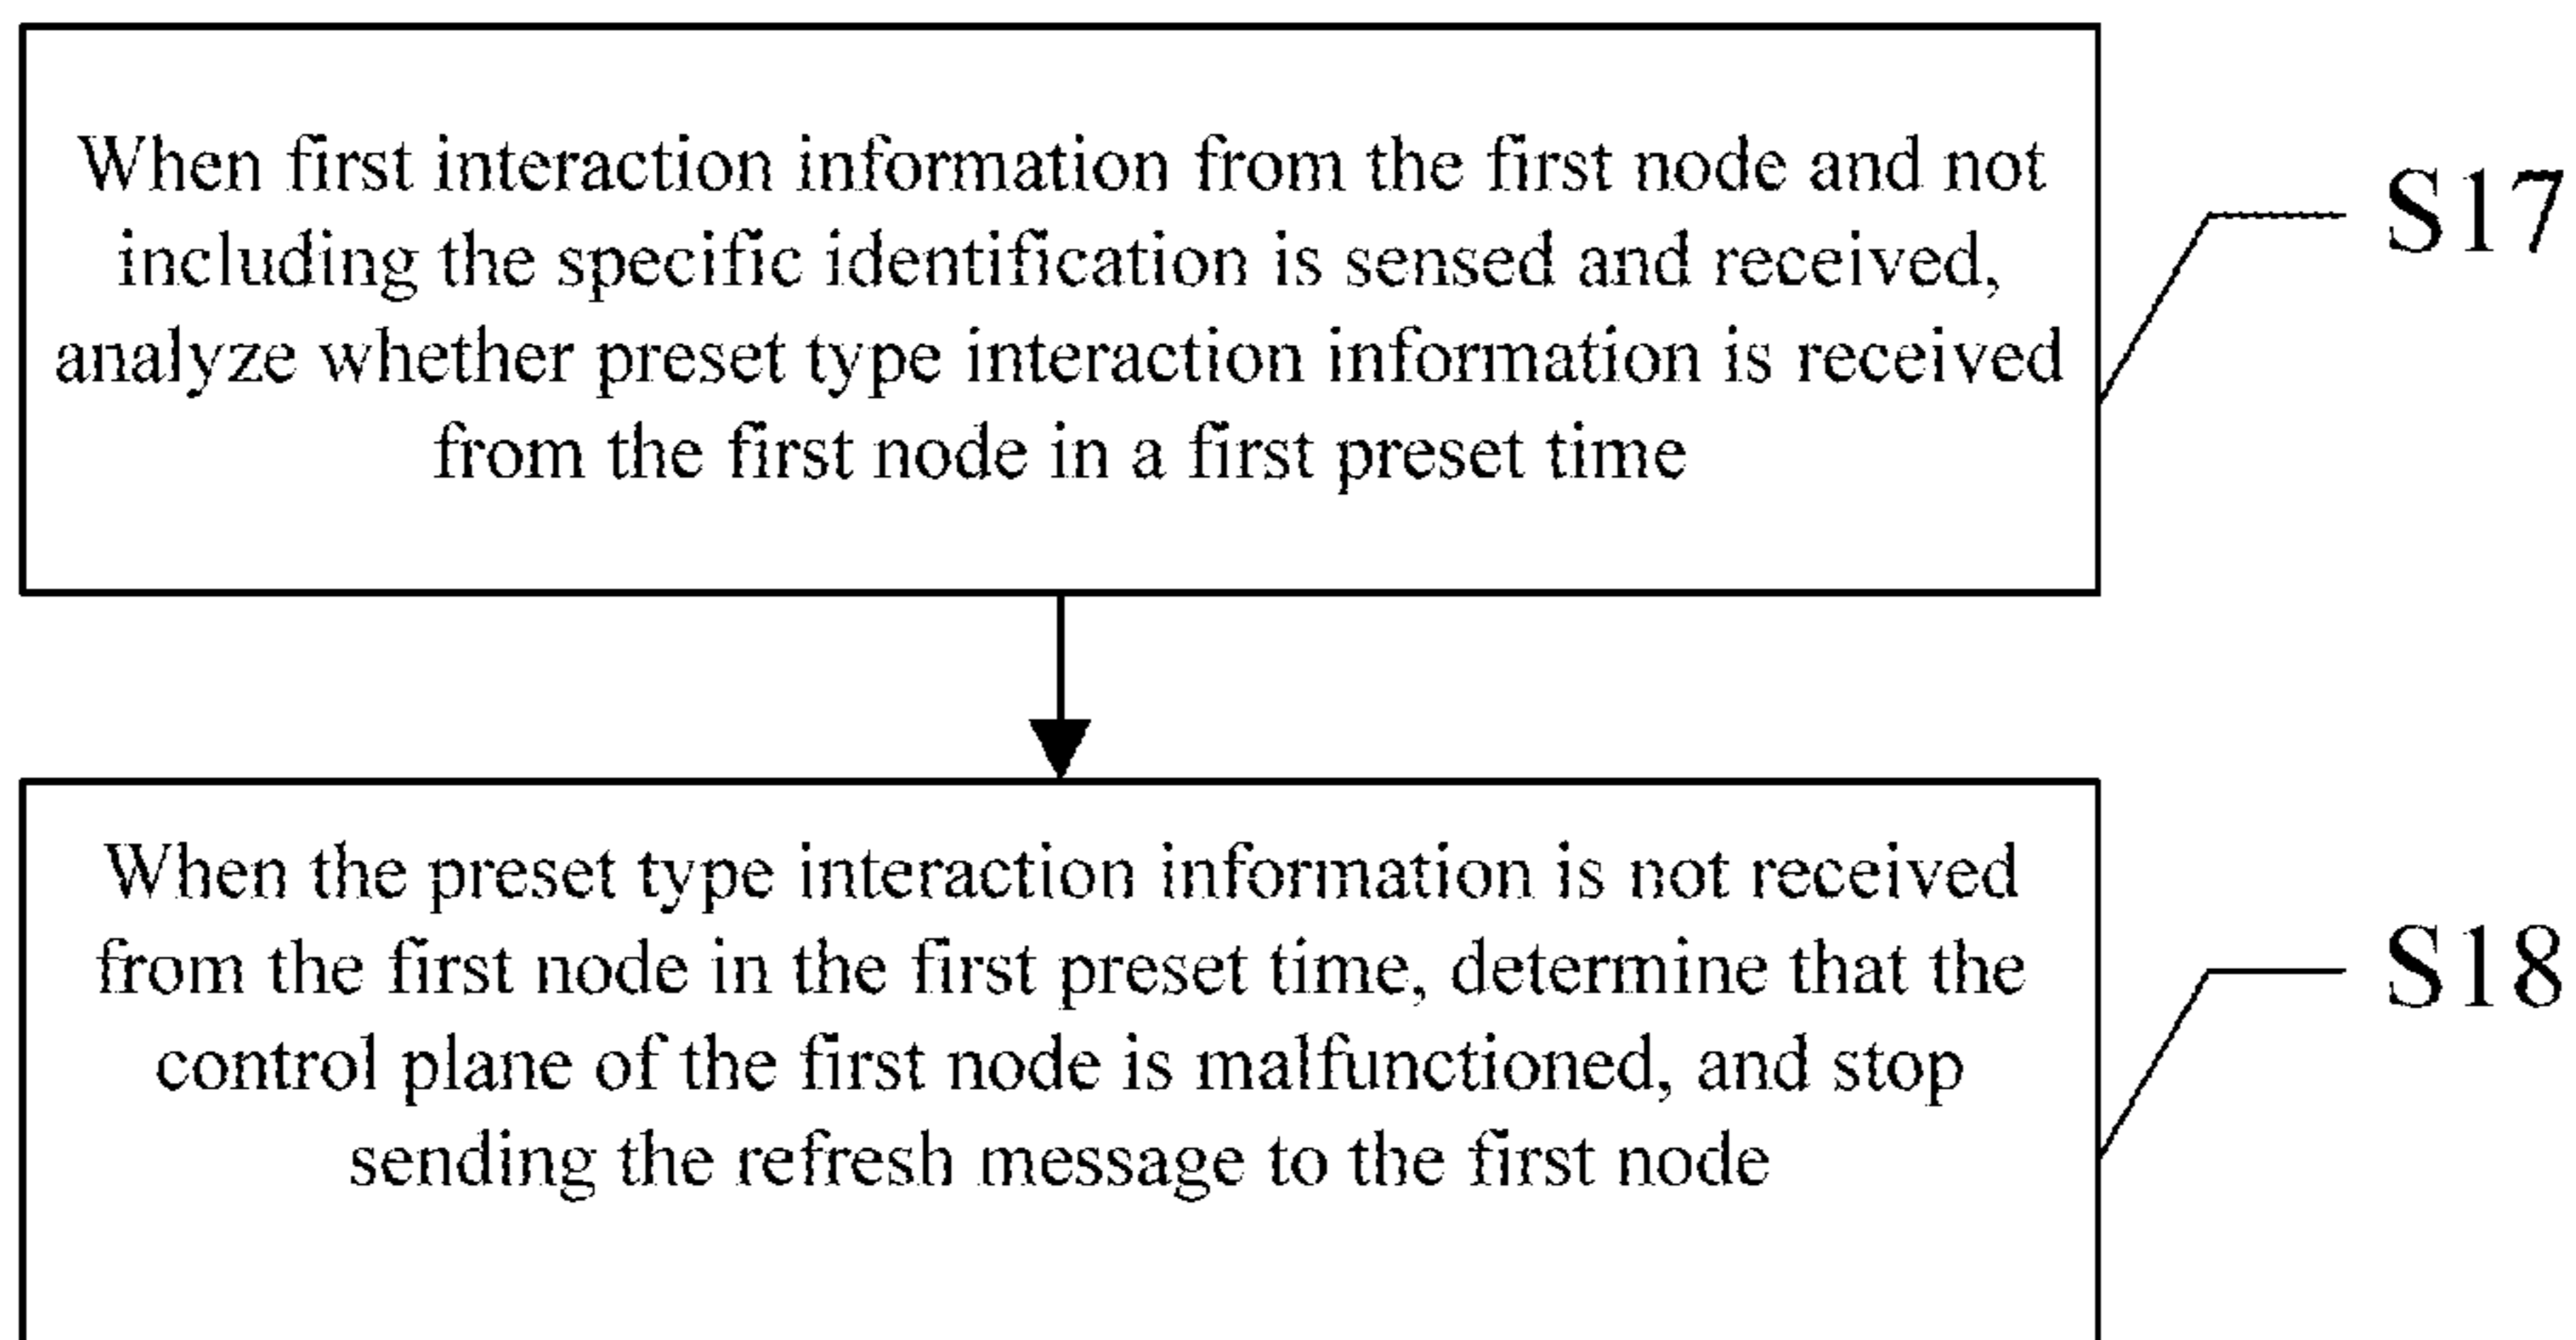 When first interaction information from the first node and not
including the specific identification is sensed and received,
analyze whether preset type interaction information is received
from the first node in a first preset time
S17
When the preset type interaction information is not received
from the first node in the first preset time, determine that the
control plane of the first node is malfunctioned, and stop
sending the refresh message to the first node
S18